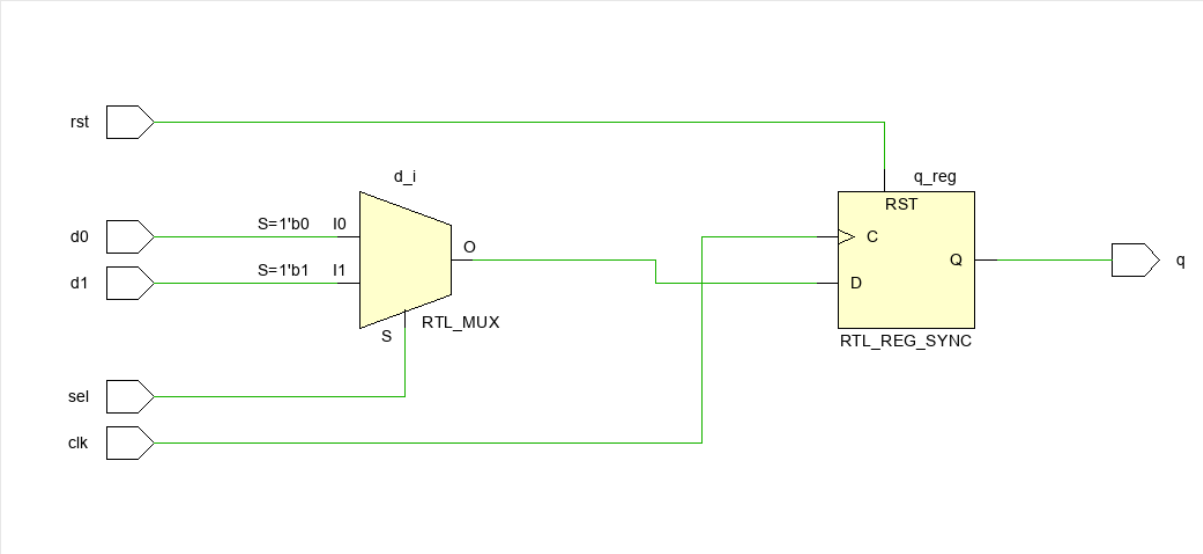 rst
d_i
q_reg
RST
S=1'b0 I0
d0
C
O
Q
q
S=1'b1 I1
d1
D
RTL_MUX
S
RTL_REG_SYNC
sel
clk